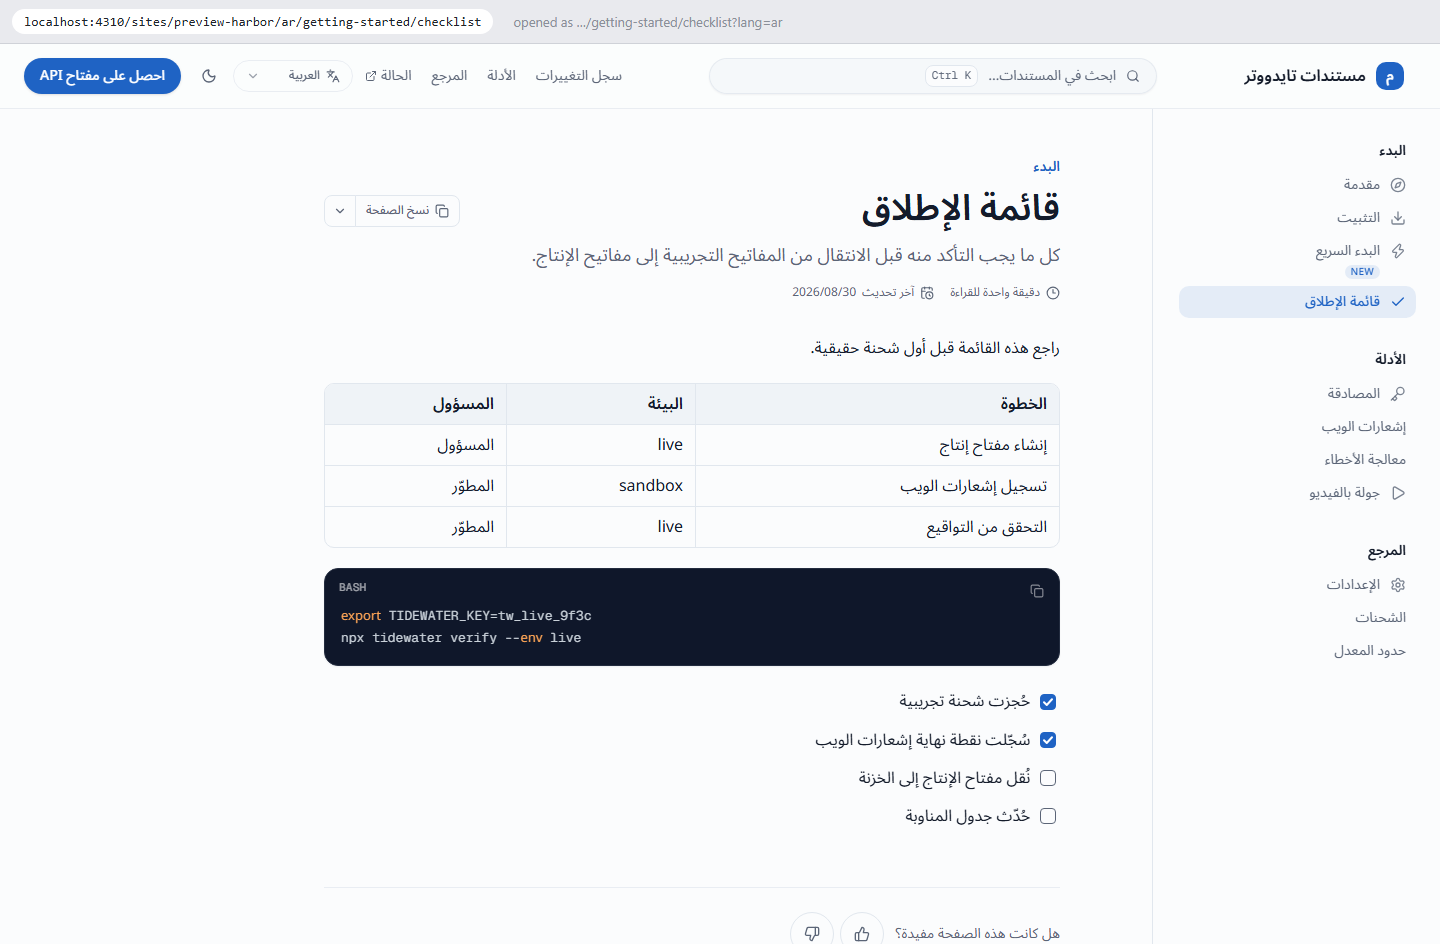 localhost:4310/sites/preview-harbor/ar/getting-started/checklist
opened as …/getting-started/checklist?lang=ar
م
مستندات تايدووتر
ابحث في المستندات...
Ctrl K
سجل التغييرات
الأدلة
المرجع
الحالة
العربية
احصل على مفتاح API
البدء
مقدمة
التثبيت
البدء السريع
NEW
قائمة الإطلاق
الأدلة
المصادقة
إشعارات الويب
معالجة الأخطاء
جولة بالفيديو
المرجع
الإعدادات
الشحنات
حدود المعدل
البدء
قائمة الإطلاق
نسخ الصفحة
كل ما يجب التأكد منه قبل الانتقال من المفاتيح التجريبية إلى مفاتيح الإنتاج.
دقيقة واحدة للقراءة
آخر تحديث 2026/08/30
راجع هذه القائمة قبل أول شحنة حقيقية.
الخطوة البيئة المسؤول
إنشاء مفتاح إنتاج live المسؤول
تسجيل إشعارات الويب sandbox المطوّر
التحقق من التواقيع live المطوّر
BASH
export TIDEWATER_KEY=tw_live_9f3c
npx tidewater verify --env live
حُجزت شحنة تجريبية
سُجّلت نقطة نهاية إشعارات الويب
نُقل مفتاح الإنتاج إلى الخزنة
حُدّث جدول المناوبة
هل كانت هذه الصفحة مفيدة؟